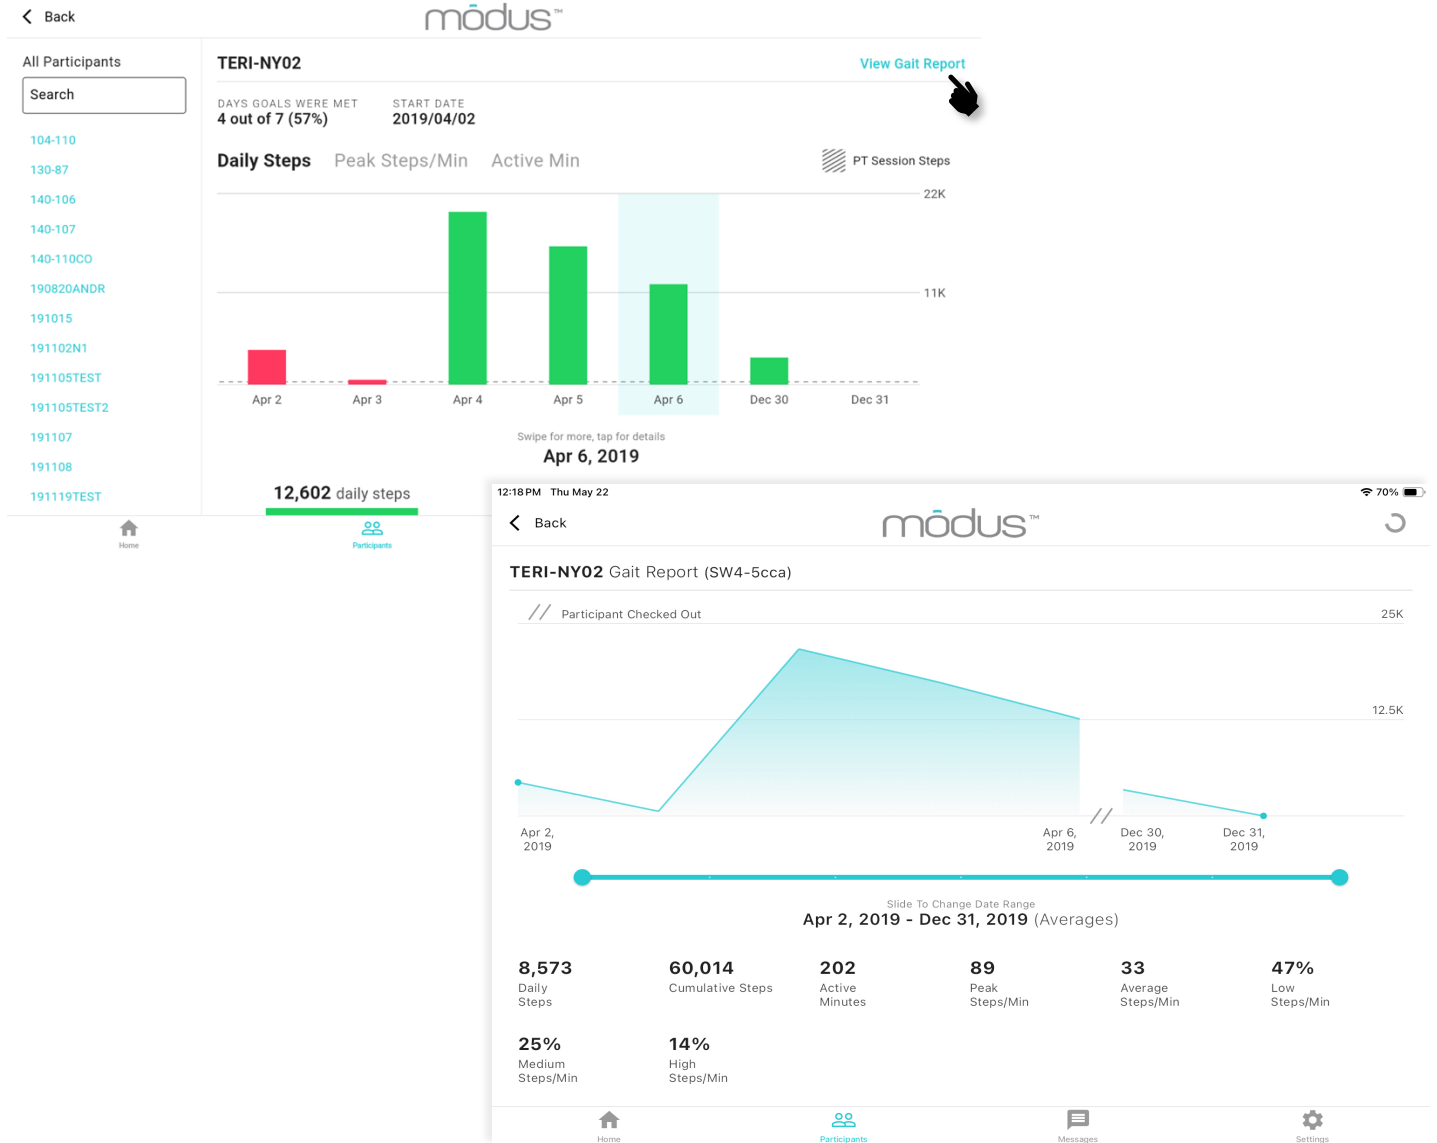 Back
mōdus™
All Participants
Search
104-110
130-87
140-106
140-107
140-110CO
190820ANDR
191015
191102N1
191105TEST
191105TEST2
191107
191108
191119TEST
TERI-NY02
View Gait Report
DAYS GOALS WERE MET
4 out of 7 (57%)
START DATE
2019/04/02
Daily Steps Peak Steps/Min Active Min
PT Session Steps
22K
11K
Apr 2 Apr 3 Apr 4 Apr 5 Apr 6 Dec 30 Dec 31
Swipe for more, tap for details
Apr 6, 2019
12,602 daily steps
Home
Participants
12:18 PM Thu May 22
70%
Back
mōdus™
TERI-NY02 Gait Report (SW4-5cca)
// Participant Checked Out
25K
12.5K
Apr 2,
2019
Apr 6,
2019
//
Dec 30,
2019
Dec 31,
2019
Slide To Change Date Range
Apr 2, 2019 - Dec 31, 2019 (Averages)
8,573
Daily
Steps
60,014
Cumulative Steps
202
Active
Minutes
89
Peak
Steps/Min
33
Average
Steps/Min
47%
Low
Steps/Min
25%
Medium
Steps/Min
14%
High
Steps/Min
Home
Participants
Messages
Settings